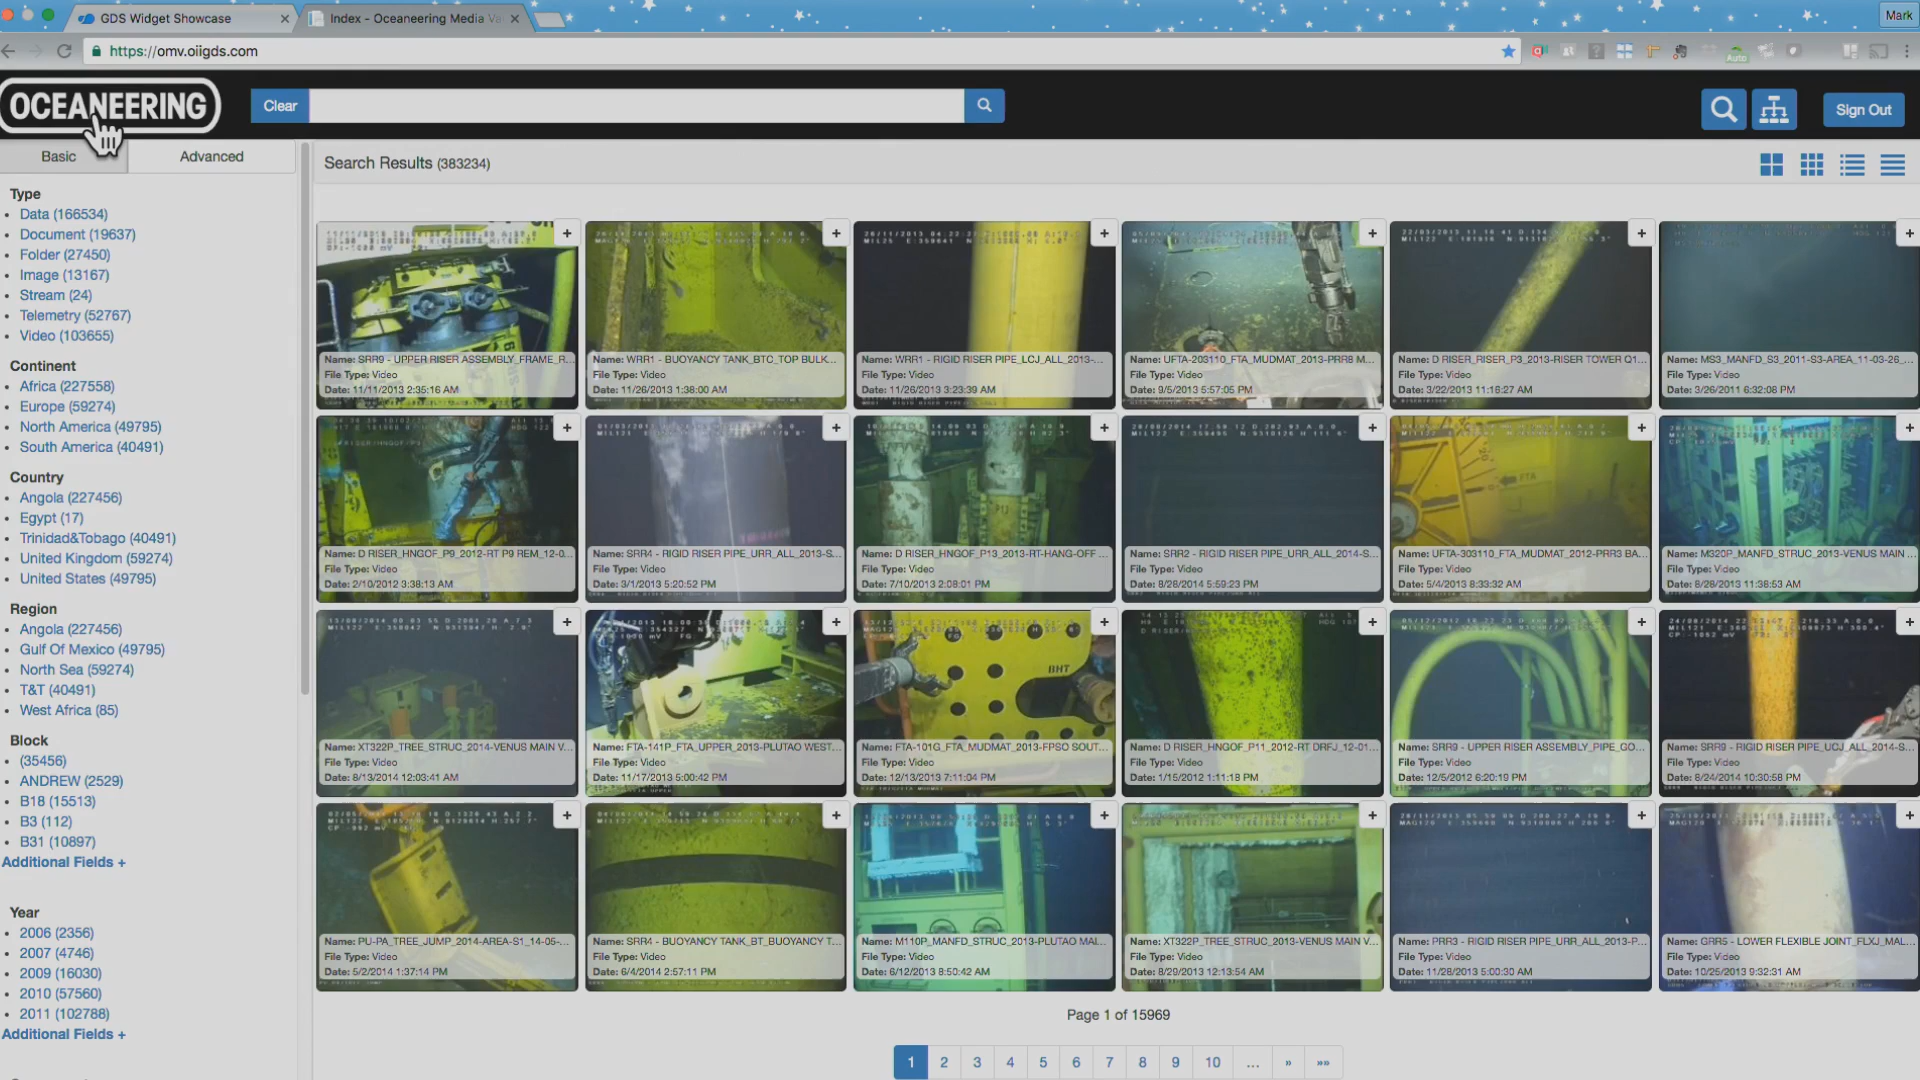 GDS Widget Showcase
Index - Oceaneering Media Va
Mark
https://omv.oiigds.com
Auto
OCEANEERING
Clear
Sign Out
Basic
Advanced
Search Results (383234)
Type
Data (166534)
Document (19637)
Folder (27450)
Image (13167)
Stream (24)
Telemetry (52767)
Video (103655)
Continent
Africa (227558)
Europe (59274)
North America (49795)
South America (40491)
Country
Angola (227456)
Egypt (17)
Trinidad&Tobago (40491)
United Kingdom (59274)
United States (49795)
Region
Angola (227456)
Gulf Of Mexico (49795)
North Sea (59274)
T&T (40491)
West Africa (85)
Block
(35456)
ANDREW (2529)
B18 (15513)
B3 (112)
B31 (10897)
Additional Fields +
Year
2006 (2356)
2007 (4746)
2009 (16030)
2010 (57560)
2011 (102788)
Additional Fields +
Name: SRR9 - UPPER RISER ASSEMBLY_FRAME_R...
File Type: Video
Date: 11/11/2013 2:35:16 AM
Name: WRR1 - BUOYANCY TANK_BTC_TOP BULK...
File Type: Video
Date: 11/26/2013 1:38:00 AM
Name: WRR1 - RIGID RISER PIPE_LCJ_ALL_2013-...
File Type: Video
Date: 11/26/2013 3:23:39 AM
Name: UFTA-203110_FTA_MUDMAT_2013-PRR8 M...
File Type: Video
Date: 9/5/2013 5:57:05 PM
Name: D RISER_RISER_P3_2013-RISER TOWER Q1...
File Type: Video
Date: 3/22/2013 11:16:27 AM
Name: MS3_MANFD_S3_2011-S3-AREA_11-03-26_...
File Type: Video
Date: 3/26/2011 6:32:08 PM
Name: D RISER_HNGOF_P9_2012-RT P9 REM_12-0...
File Type: Video
Date: 2/10/2012 3:38:13 AM
Name: SRR4 - RIGID RISER PIPE_URR_ALL_2013-S...
File Type: Video
Date: 3/1/2013 5:20:52 PM
Name: D RISER_HNGOF_P13_2013-RT-HANG-OFF ...
File Type: Video
Date: 7/10/2013 2:08:01 PM
Name: SRR2 - RIGID RISER PIPE_URR_ALL_2014-S...
File Type: Video
Date: 8/28/2014 5:59:23 PM
Name: UFTA-303110_FTA_MUDMAT_2012-PRR3 BA...
File Type: Video
Date: 5/4/2013 8:33:32 AM
Name: M320P_MANFD_STRUC_2013-VENUS MAIN ...
File Type: Video
Date: 8/28/2013 11:38:53 AM
Name: XT322P_TREE_STRUC_2014-VENUS MAIN V...
File Type: Video
Date: 8/13/2014 12:03:41 AM
Name: FTA-141P_FTA_UPPER_2013-PLUTAO WEST...
File Type: Video
Date: 11/17/2013 5:00:42 PM
BHT
Name: FTA-101G_FTA_MUDMAT_2013-FPSO SOUT...
File Type: Video
Date: 12/13/2013 7:11:04 PM
Name: D RISER_HNGOF_P11_2012-RT DRFJ_12-01...
File Type: Video
Date: 1/15/2012 1:11:18 PM
Name: SRR9 - UPPER RISER ASSEMBLY_PIPE_GO...
File Type: Video
Date: 12/5/2012 6:20:19 PM
Name: SRR9 - RIGID RISER PIPE_UCJ_ALL_2014-S...
File Type: Video
Date: 8/24/2014 10:30:58 PM
Name: PU-PA_TREE_JUMP_2014-AREA-S1_14-05-...
File Type: Video
Date: 5/2/2014 1:37:14 PM
Name: SRR4 - BUOYANCY TANK_BT_BUOYANCY T...
File Type: Video
Date: 6/4/2014 2:57:11 PM
Name: M110P_MANFD_STRUC_2013-PLUTAO MAI...
File Type: Video
Date: 6/12/2013 8:50:42 AM
Name: XT322P_TREE_STRUC_2013-VENUS MAIN V...
File Type: Video
Date: 8/29/2013 12:13:54 AM
Name: PRR3 - RIGID RISER PIPE_URR_ALL_2013-P...
File Type: Video
Date: 11/28/2013 5:00:30 AM
Name: GRR5 - LOWER FLEXIBLE JOINT_FLXJ_MAL...
File Type: Video
Date: 10/25/2013 9:32:31 AM
Page 1 of 15969
1 2 3 4 5 6 7 8 9 10 ... » »»